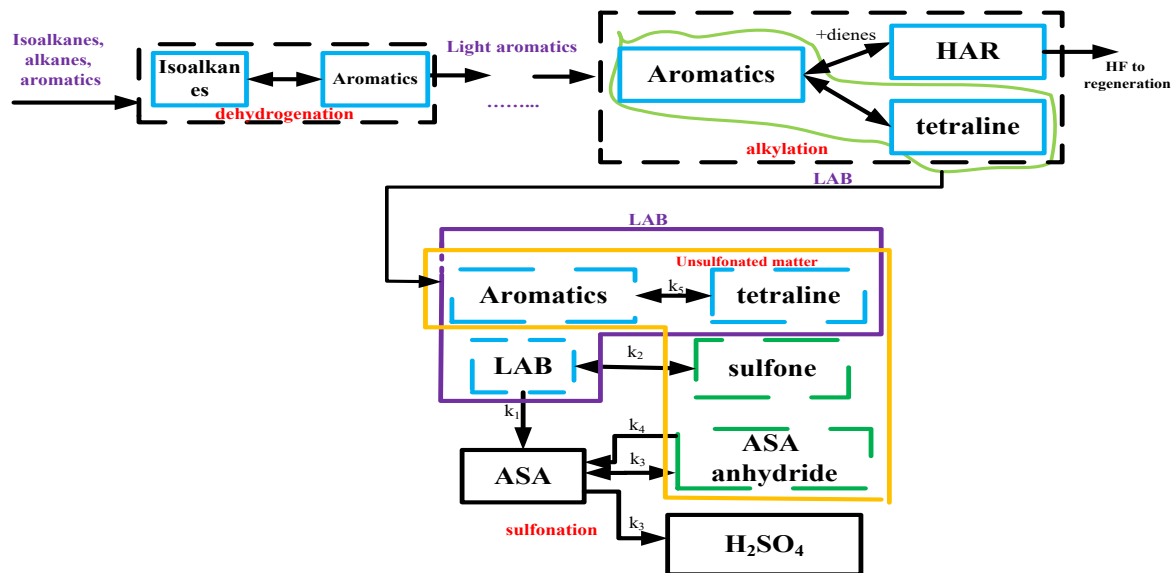 Isoalkanes,
alkanes,
aromatics
Isoalkan
es
Aromatics
dehydrogenation
Light aromatics
……...
Aromatics
+dienes
HAR
tetraline
alkylation
HF to
regeneration
LAB
LAB
Unsulfonated matter
Aromatics
k₅
tetraline
LAB
k₂
sulfone
k₁
ASA
k₄
k₃
ASA
anhydride
sulfonation
k₃
H₂SO₄